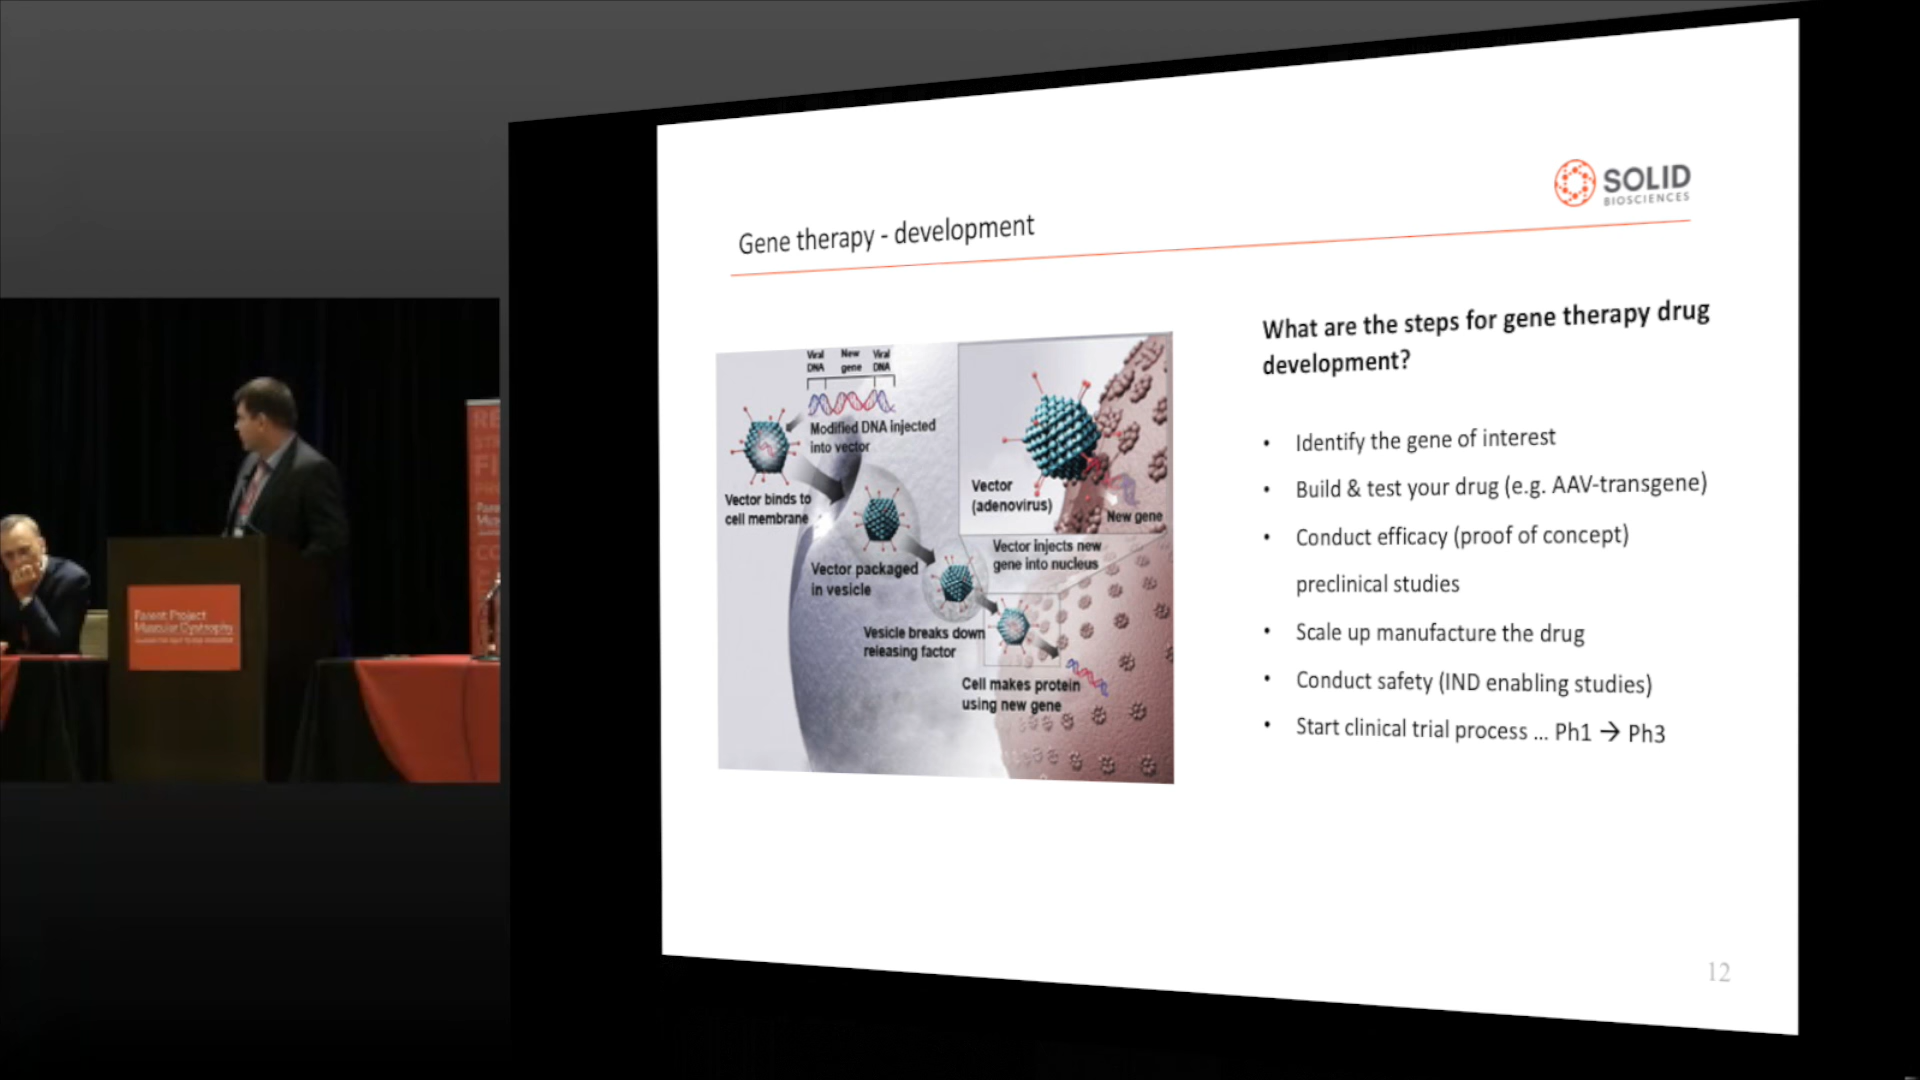 SOLID
BIOSCIENCES
Gene therapy - development
What are the steps for gene therapy drug
development?
• Identify the gene of interest
• Build & test your drug (e.g. AAV-transgene)
• Conduct efficacy (proof of concept)
preclinical studies
• Scale up manufacture the drug
• Conduct safety (IND enabling studies)
• Start clinical trial process ... Ph1 → Ph3
Viral New Viral
DNA gene DNA
Modified DNA injected
into vector
Vector binds to
cell membrane
Vector packaged
in vesicle
Vesicle breaks down
releasing factor
Cell makes protein
using new gene
Vector
(adenovirus)
New gene
Vector injects new
gene into nucleus
12
Parent Project
Muscular Dystrophy